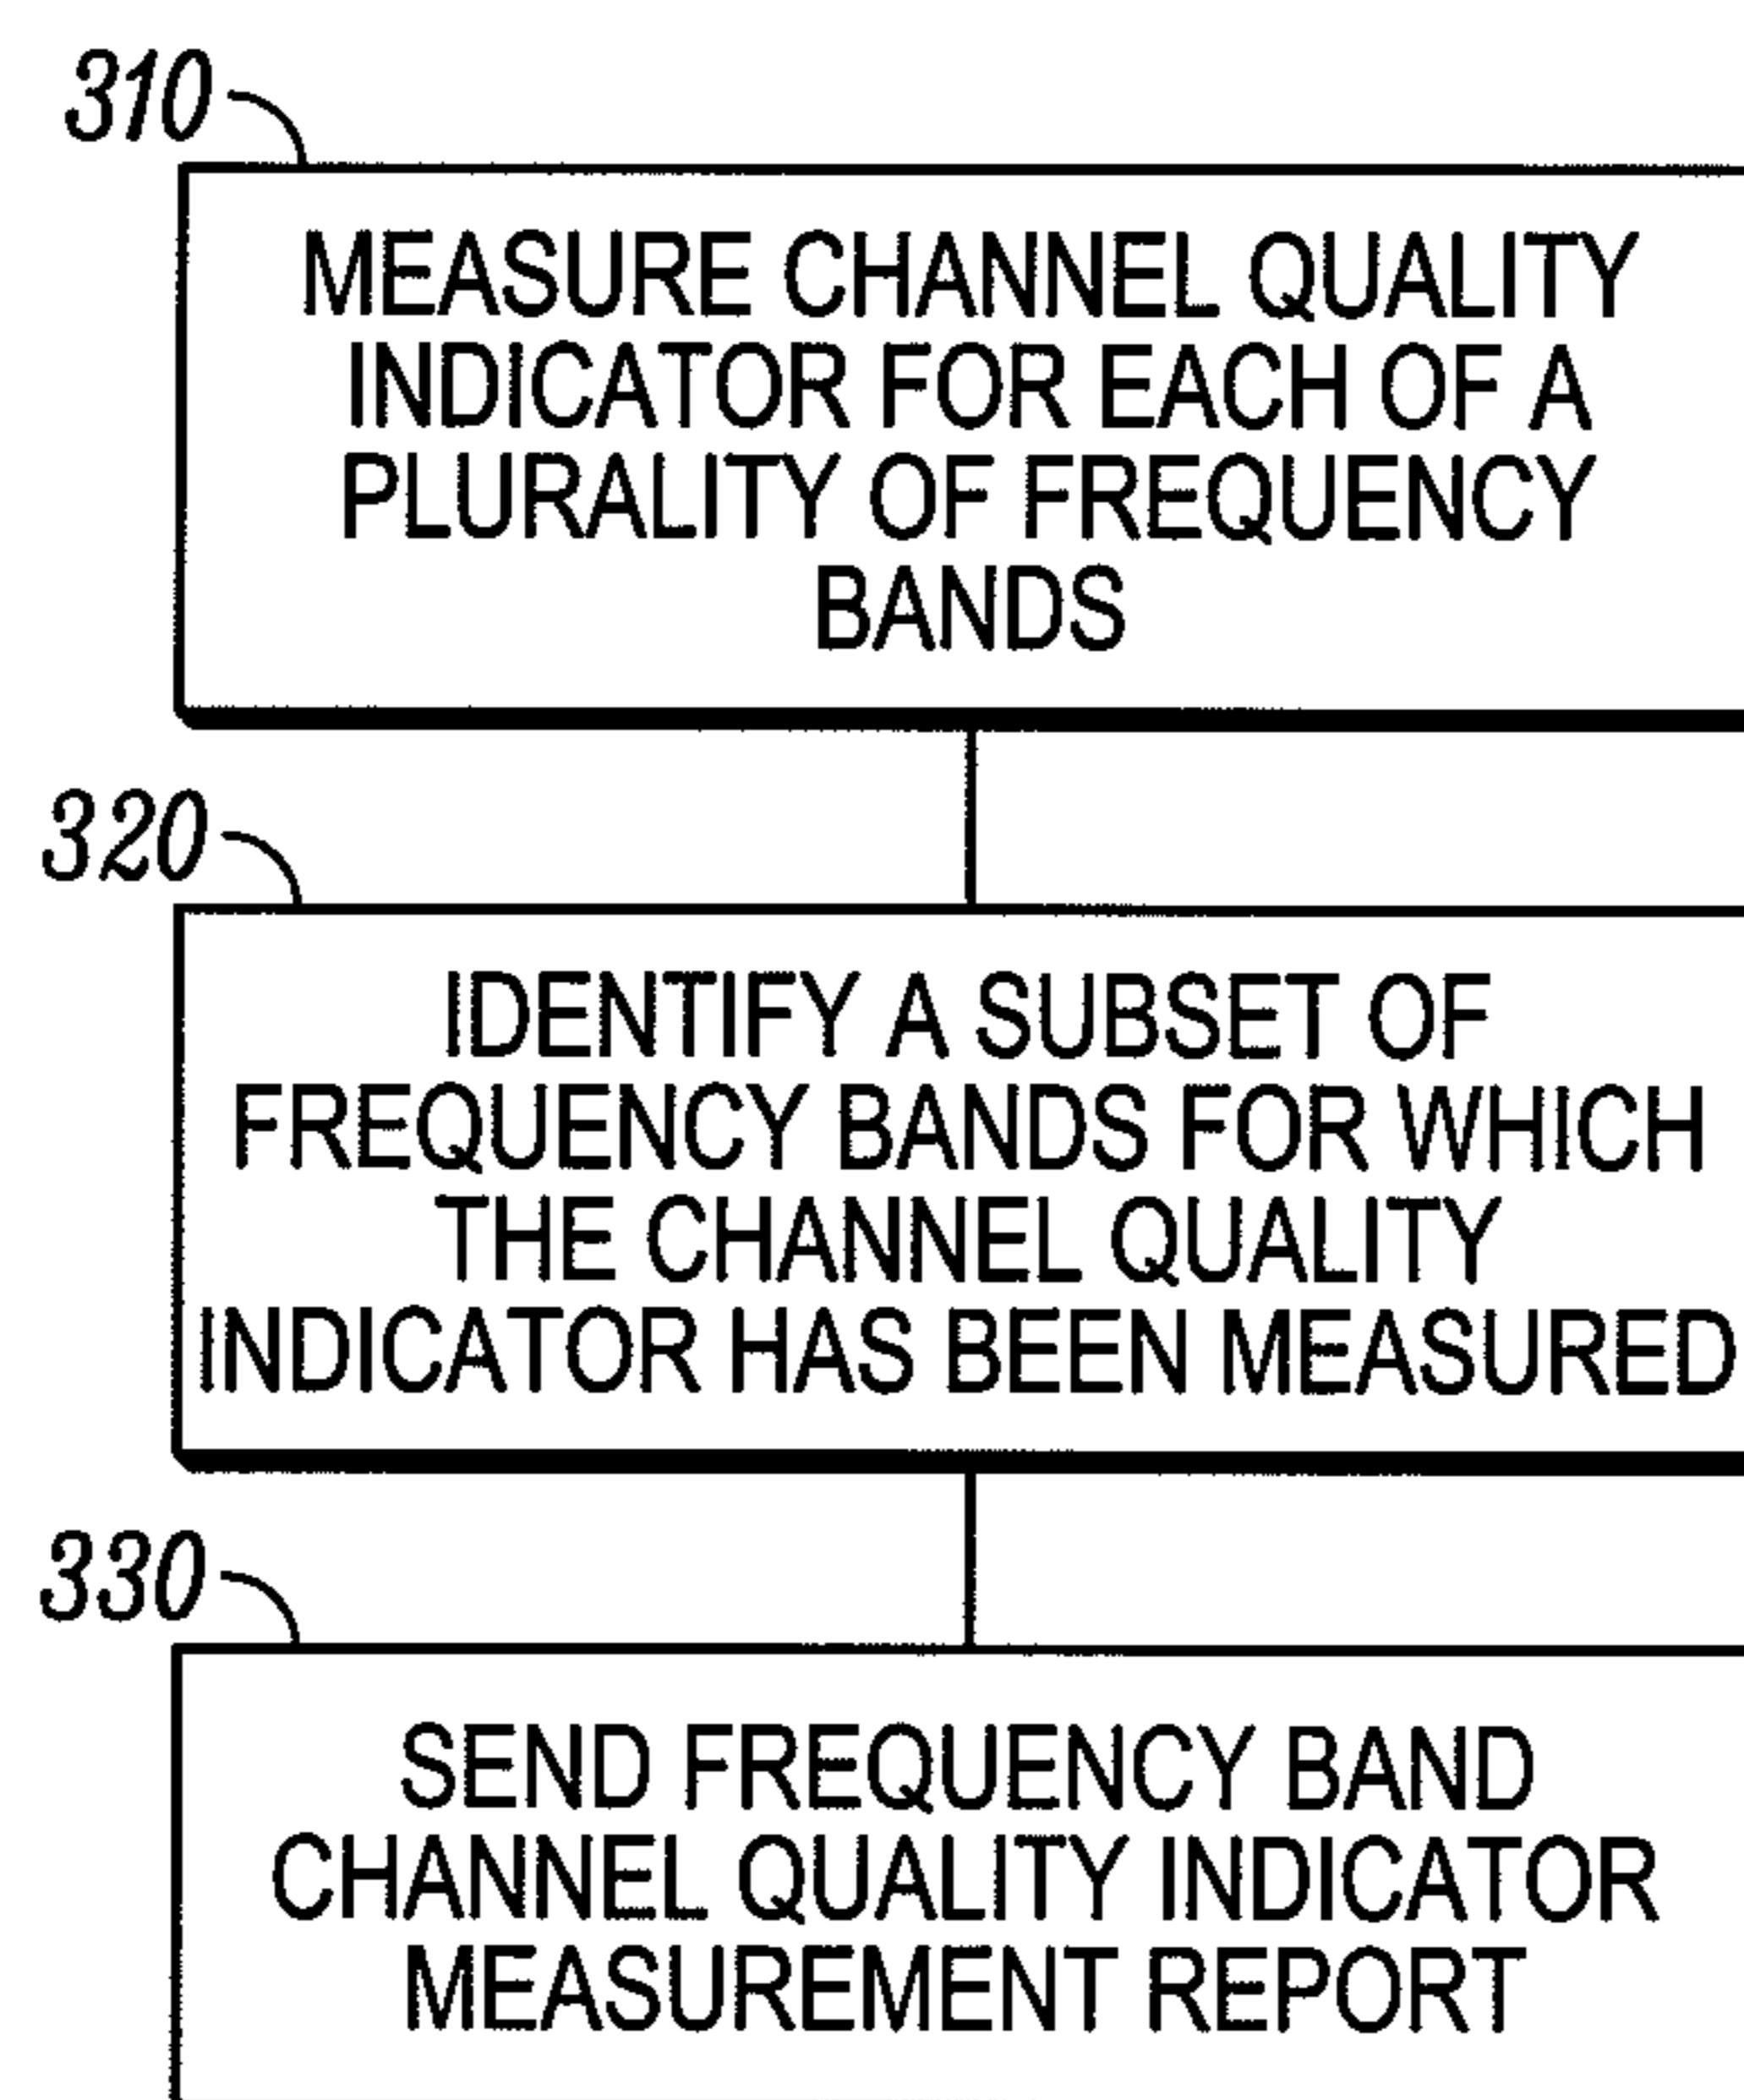 310
MEASURE CHANNEL QUALITY
INDICATOR FOR EACH OF A
PLURALITY OF FREQUENCY
BANDS
320
IDENTIFY A SUBSET OF
FREQUENCY BANDS FOR WHICH
THE CHANNEL QUALITY
INDICATOR HAS BEEN MEASURED
330
SEND FREQUENCY BAND
CHANNEL QUALITY INDICATOR
MEASUREMENT REPORT